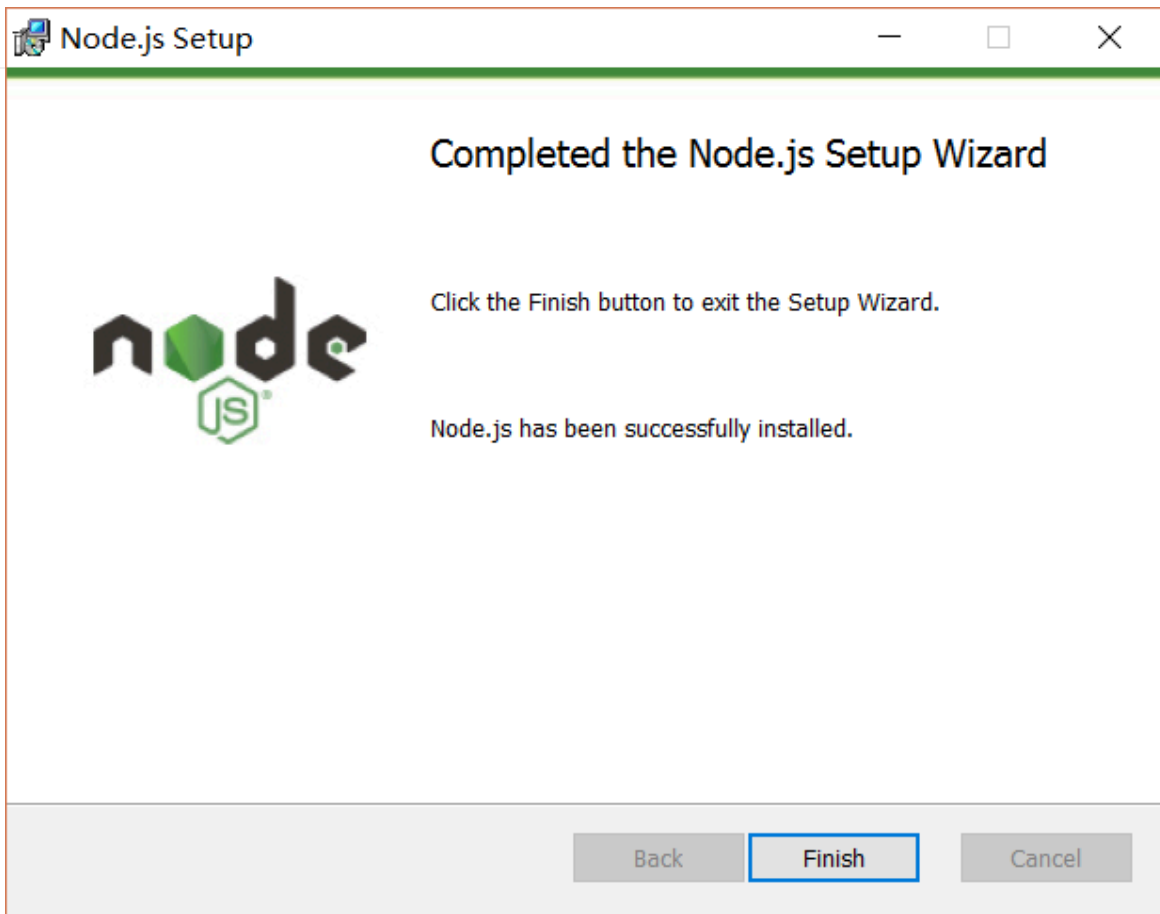 Node.js Setup
Completed the Node.js Setup Wizard
Click the Finish button to exit the Setup Wizard.
node
JS®
Node.js has been successfully installed.
Back Finish Cancel